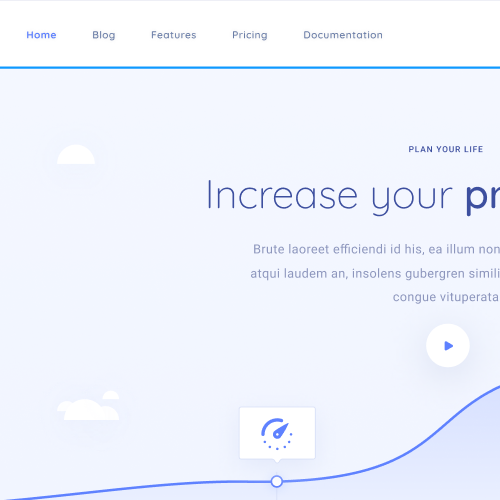 Home Blog Features Pricing Documentation
PLAN YOUR LIFE
Increase your
Brute laoreet efficiendi id his, ea illum non
atqui laudem an, insolens gubergren simili
congue vituperata